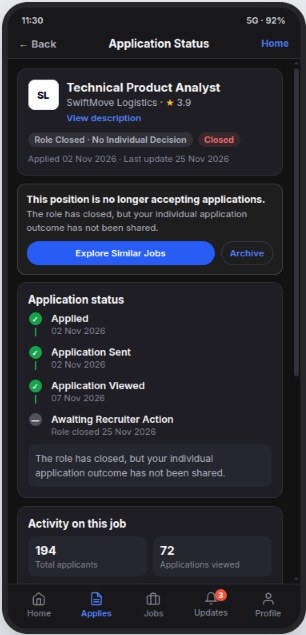 11:30
5G · 92%
← Back
Application Status
Home
SL
Technical Product Analyst
SwiftMove Logistics · ★ 3.9
View description
Role Closed · No Individual Decision
Closed
Applied 02 Nov 2026 · Last update 25 Nov 2026
This position is no longer accepting applications.
The role has closed, but your individual application
outcome has not been shared.
Explore Similar Jobs
Archive
Application status
Applied
02 Nov 2026
Application Sent
02 Nov 2026
Application Viewed
07 Nov 2026
Awaiting Recruiter Action
Role closed 25 Nov 2026
The role has closed, but your individual
application outcome has not been shared.
Activity on this job
194
Total applicants
72
Applications viewed
3
Home
Applies
Jobs
Updates
Profile